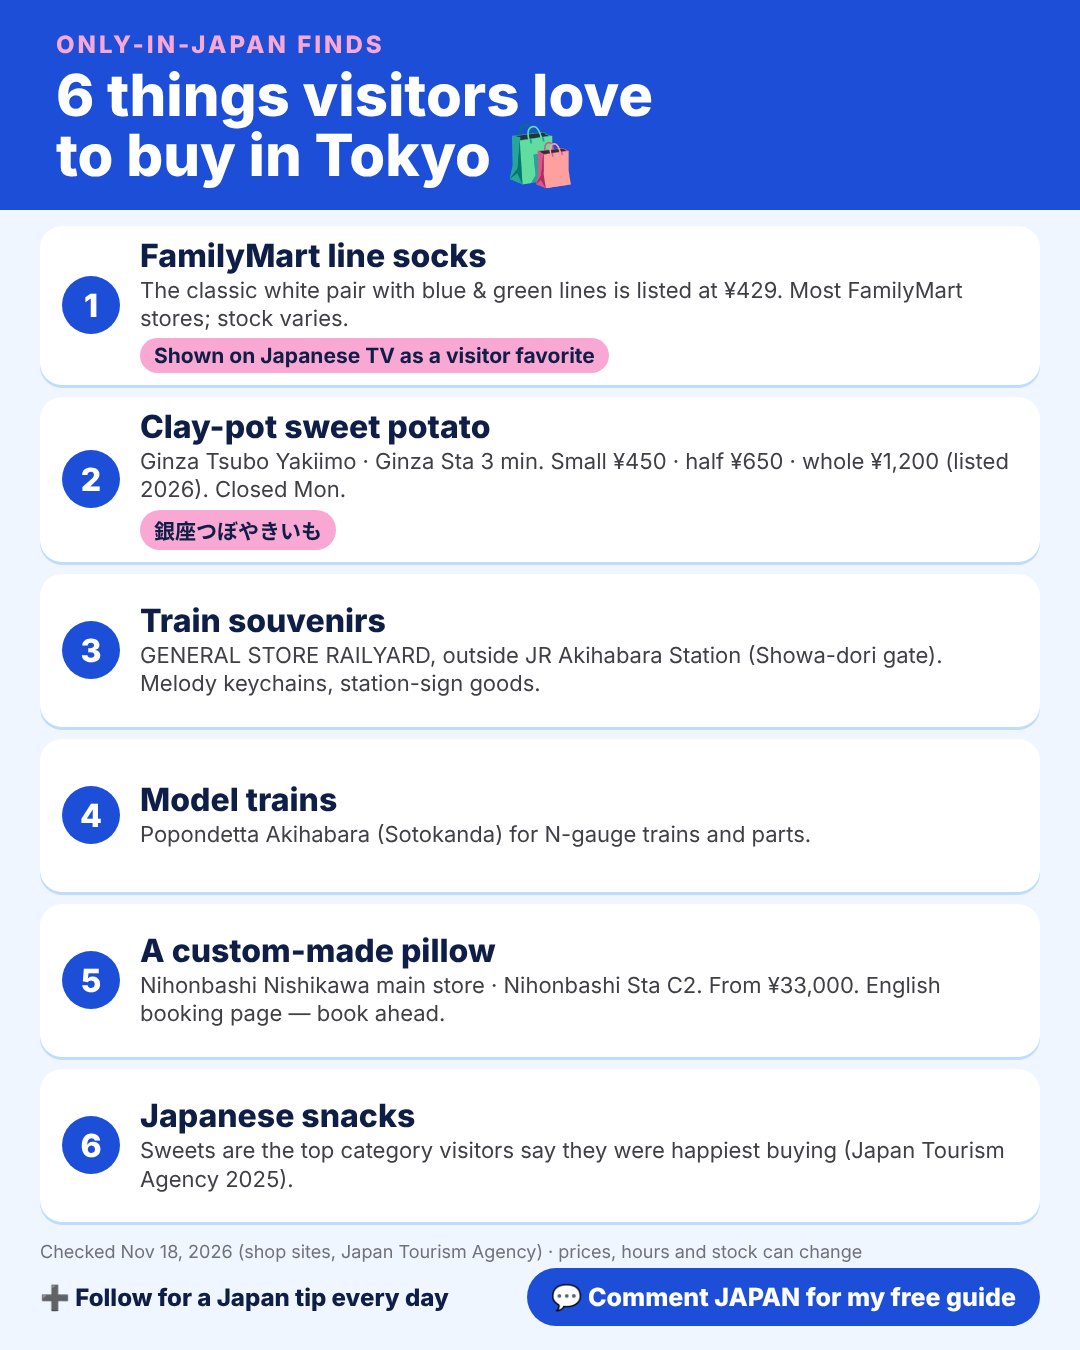 ONLY-IN-JAPAN FINDS
6 things visitors love
to buy in Tokyo 🛍️
1
FamilyMart line socks
The classic white pair with blue & green lines is listed at ¥429. Most FamilyMart
stores; stock varies.
Shown on Japanese TV as a visitor favorite
2
Clay-pot sweet potato
Ginza Tsubo Yakiimo · Ginza Sta 3 min. Small ¥450 · half ¥650 · whole ¥1,200 (listed
2026). Closed Mon.
銀座つぼやきいも
3
Train souvenirs
GENERAL STORE RAILYARD, outside JR Akihabara Station (Showa-dori gate).
Melody keychains, station-sign goods.
4
Model trains
Popondetta Akihabara (Sotokanda) for N-gauge trains and parts.
5
A custom-made pillow
Nihonbashi Nishikawa main store · Nihonbashi Sta C2. From ¥33,000. English
booking page — book ahead.
6
Japanese snacks
Sweets are the top category visitors say they were happiest buying (Japan Tourism
Agency 2025).
Checked Nov 18, 2026 (shop sites, Japan Tourism Agency) · prices, hours and stock can change
➕ Follow for a Japan tip every day
💬 Comment JAPAN for my free guide